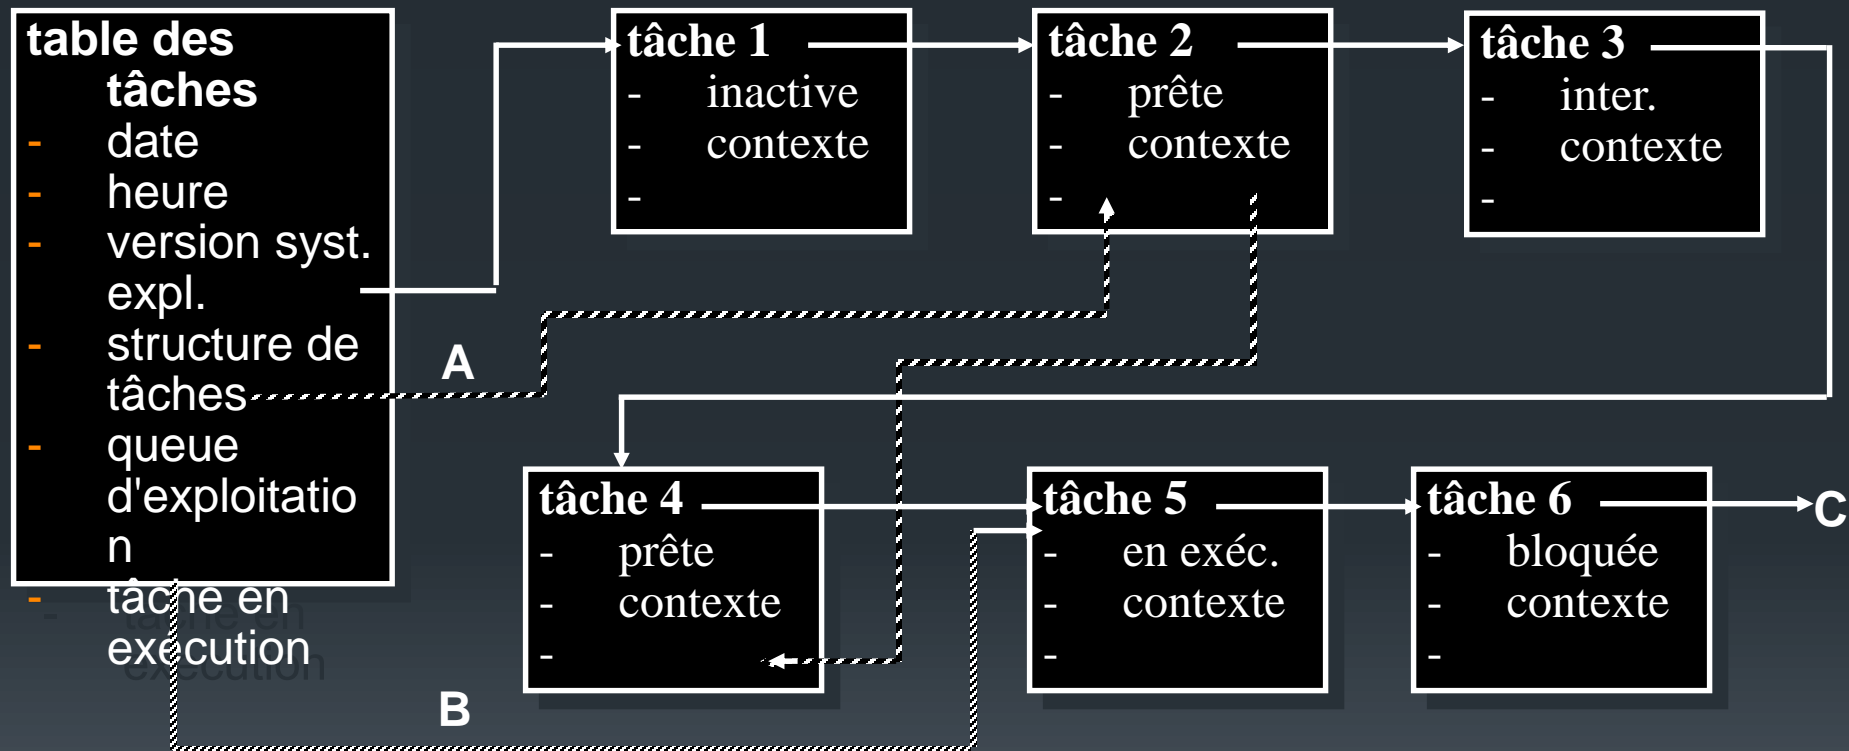 table des
tâches
- date
- heure
- version syst.
expl.
- structure de
tâches
- queue
d'exploitatio
n
- tâche en
exécution
tâche 1
- inactive
- contexte
-
tâche 2
- prête
- contexte
-
tâche 3
- inter.
- contexte
-
A
tâche 4
- prête
- contexte
-
tâche 5
- en exéc.
- contexte
-
tâche 6
- bloquée
- contexte
-
C
B